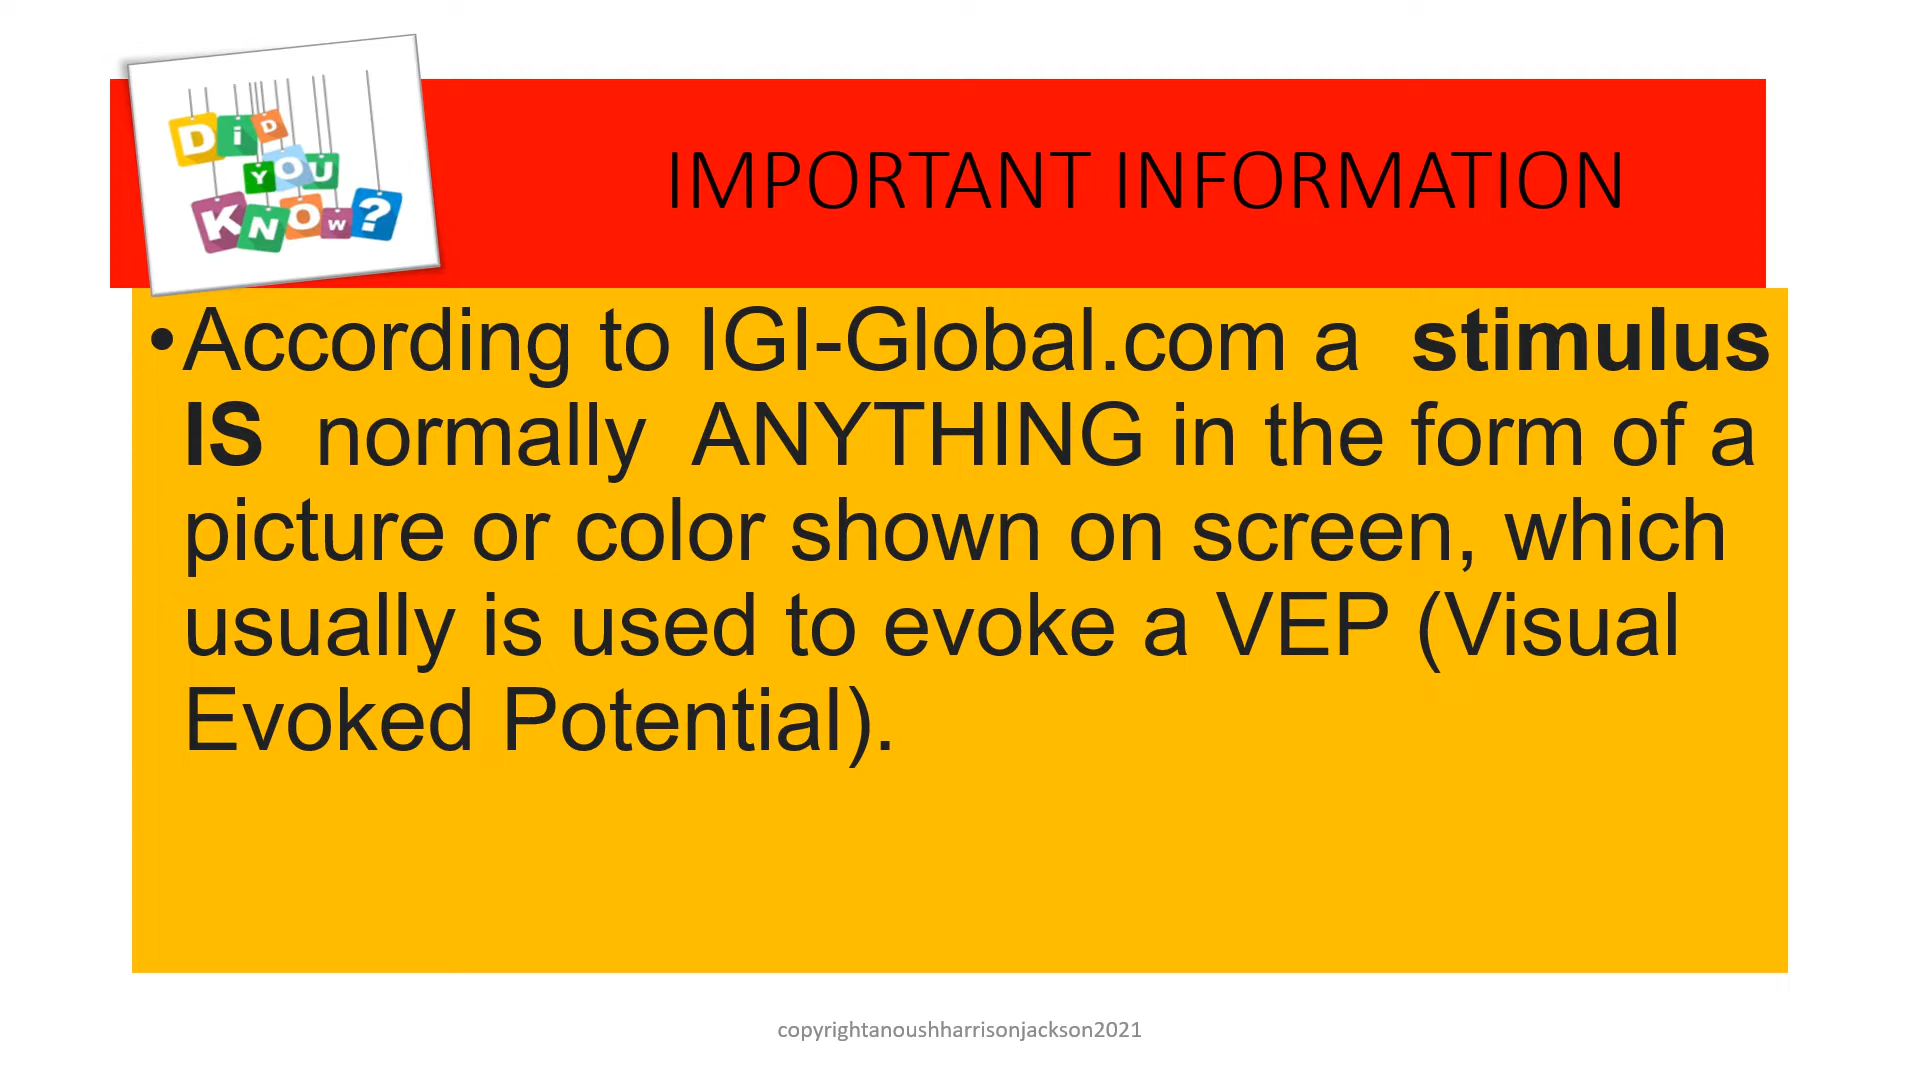 DiD
YOU
KNOw?
IMPORTANT INFORMATION
•According to IGI-Global.com a stimulus
IS normally ANYTHING in the form of a
picture or color shown on screen, which
usually is used to evoke a VEP (Visual
Evoked Potential).
copyrightanoushharrisonjackson2021